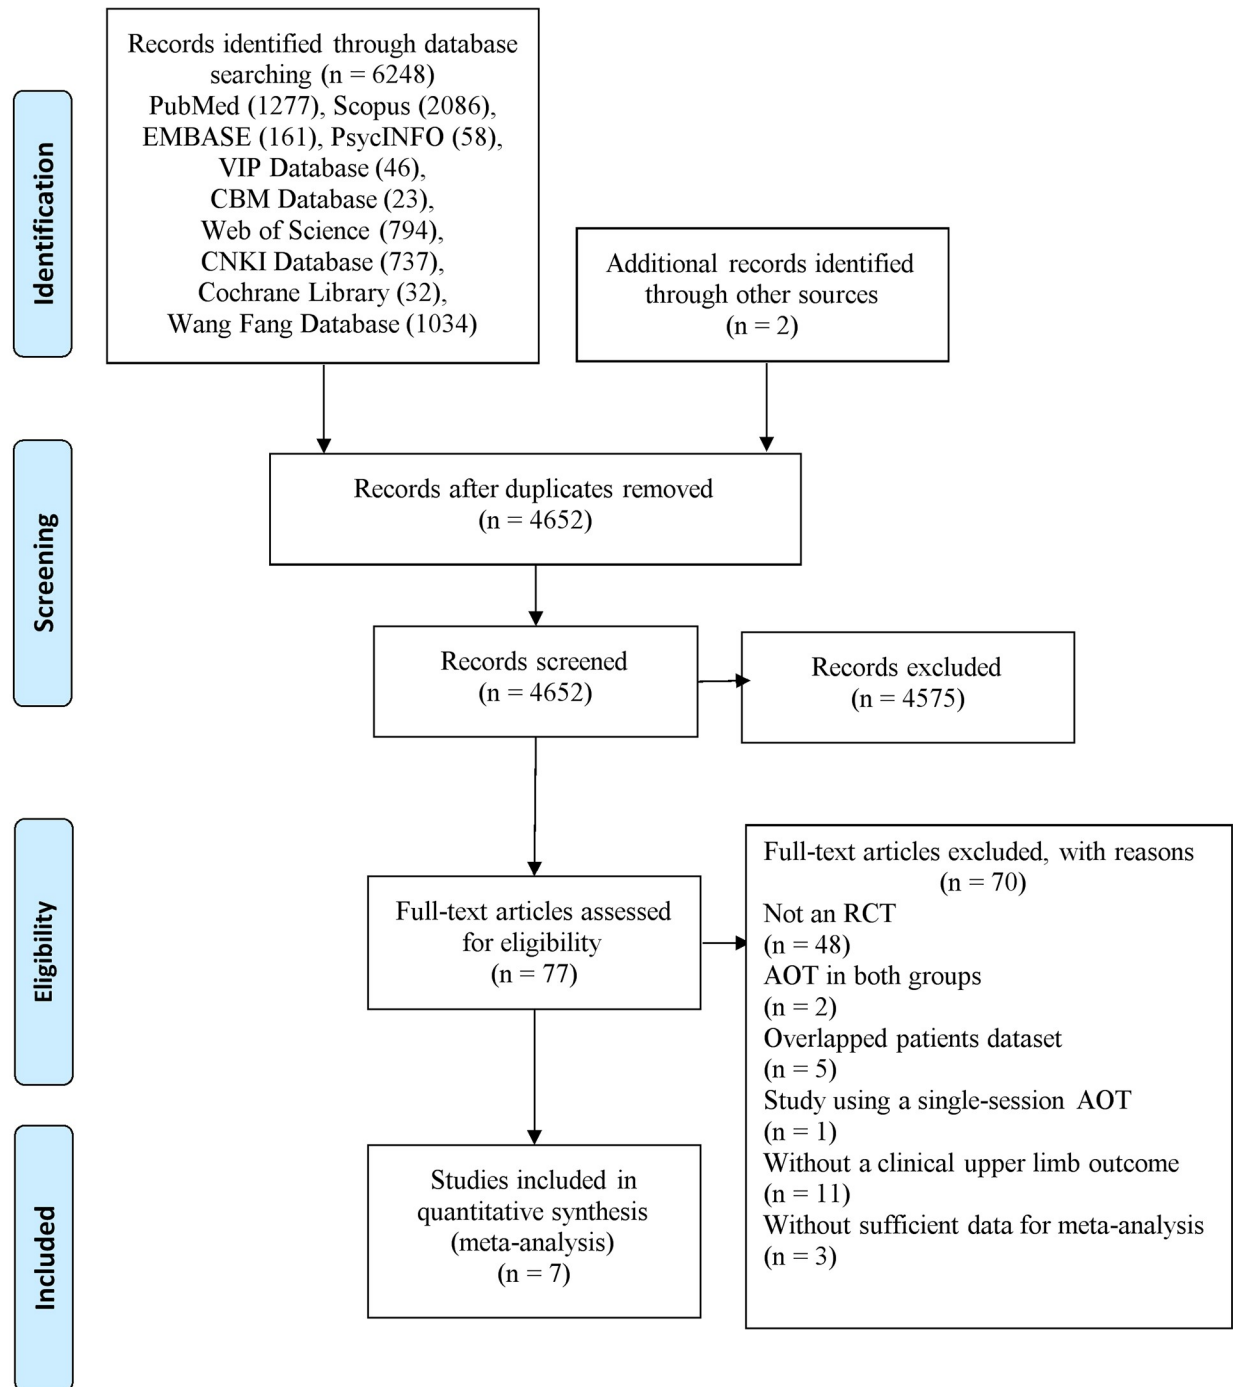 Identification
Records identified through database
searching (n = 6248)
PubMed (1277), Scopus (2086),
EMBASE (161), PsycINFO (58),
VIP Database (46),
CBM Database (23),
Web of Science (794),
CNKI Database (737),
Cochrane Library (32),
Wang Fang Database (1034)
Additional records identified
through other sources
(n = 2)
Screening
Records after duplicates removed
(n = 4652)
Records screened
(n = 4652)
Records excluded
(n = 4575)
Eligibility
Full-text articles assessed
for eligibility
(n = 77)
Full-text articles excluded, with reasons
(n = 70)
Not an RCT
(n = 48)
AOT in both groups
(n = 2)
Overlapped patients dataset
(n = 5)
Study using a single-session AOT
(n = 1)
Without a clinical upper limb outcome
(n = 11)
Without sufficient data for meta-analysis
(n = 3)
Included
Studies included in
quantitative synthesis
(meta-analysis)
(n = 7)